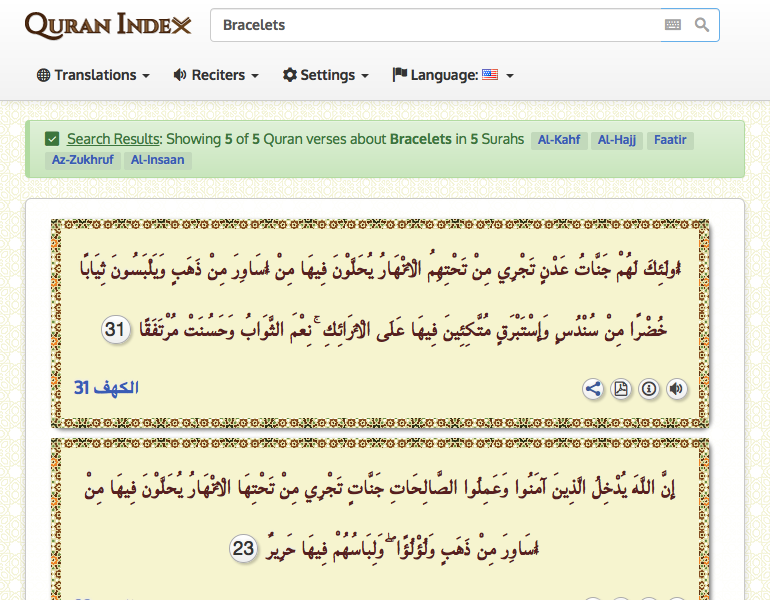 QURAN INDEX
Bracelets
Translations
Reciters
Settings
Language:
Search Results: Showing 5 of 5 Quran verses about Bracelets in 5 Surahs Al-Kahf Al-Hajj Faatir
Az-Zukhruf Al-Insaan
أُولَٰئِكَ لَهُمْ جَنَّاتُ عَدْنٍ تَجْرِي مِنْ تَحْتِهِمُ الْأَنْهَارُ يُحَلَّوْنَ فِيهَا مِنْ أَسَاوِرَ مِنْ ذَهَبٍ وَيَلْبَسُونَ ثِيَابًا
خُضْرًا مِنْ سُنْدُسٍ وَإِسْتَبْرَقٍ مُتَّكِئِينَ فِيهَا عَلَى الْأَرَائِكِ ۚ نِعْمَ الثَّوَابُ وَحَسُنَتْ مُرْتَفَقًا 31
الكهف 31
إِنَّ اللَّهَ يُدْخِلُ الَّذِينَ آمَنُوا وَعَمِلُوا الصَّالِحَاتِ جَنَّاتٍ تَجْرِي مِنْ تَحْتِهَا الْأَنْهَارُ يُحَلَّوْنَ فِيهَا مِنْ
أَسَاوِرَ مِنْ ذَهَبٍ وَلُؤْلُؤًا ۖ وَلِبَاسُهُمْ فِيهَا حَرِيرٌ 23